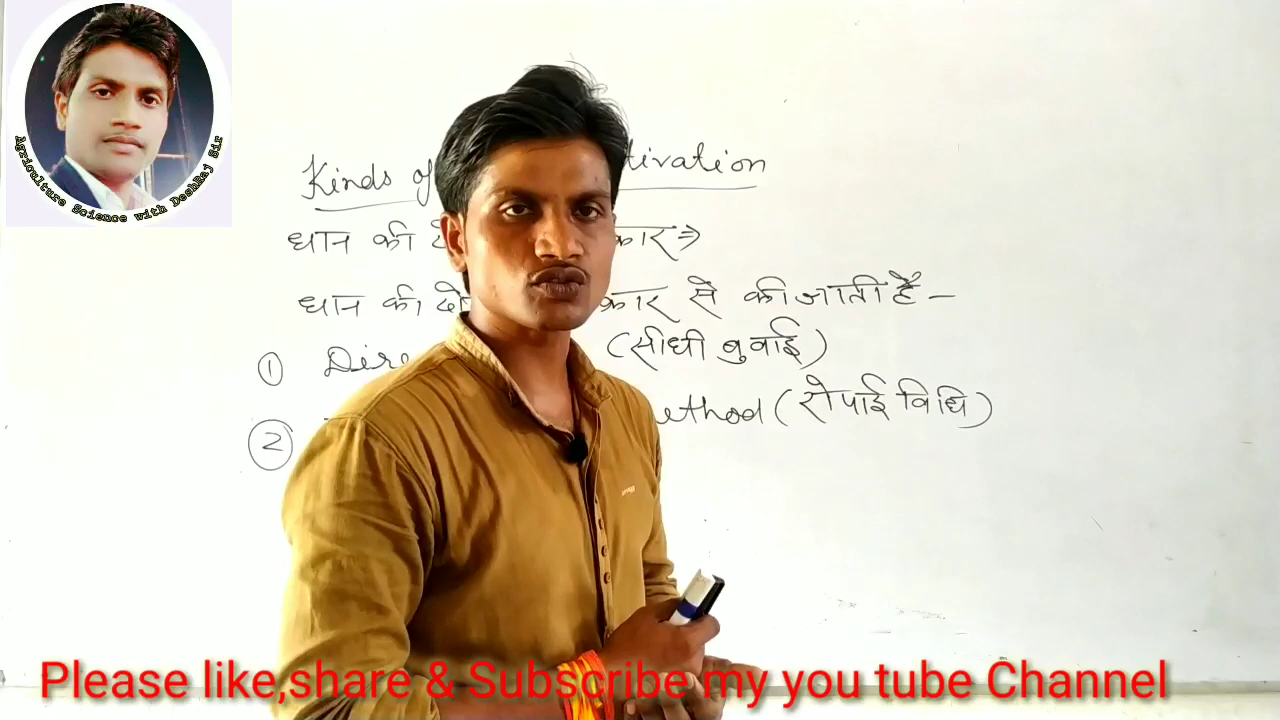 Agriculture Science with DeshRaj Sir
Kinds of tivation
धान की कार ⇒
धान की दो कार से की जाती है –
① Dire (सीधी बुवाई)
② ethod (रोपाई विधि)
Please like,share & Subscribe my you tube Channel